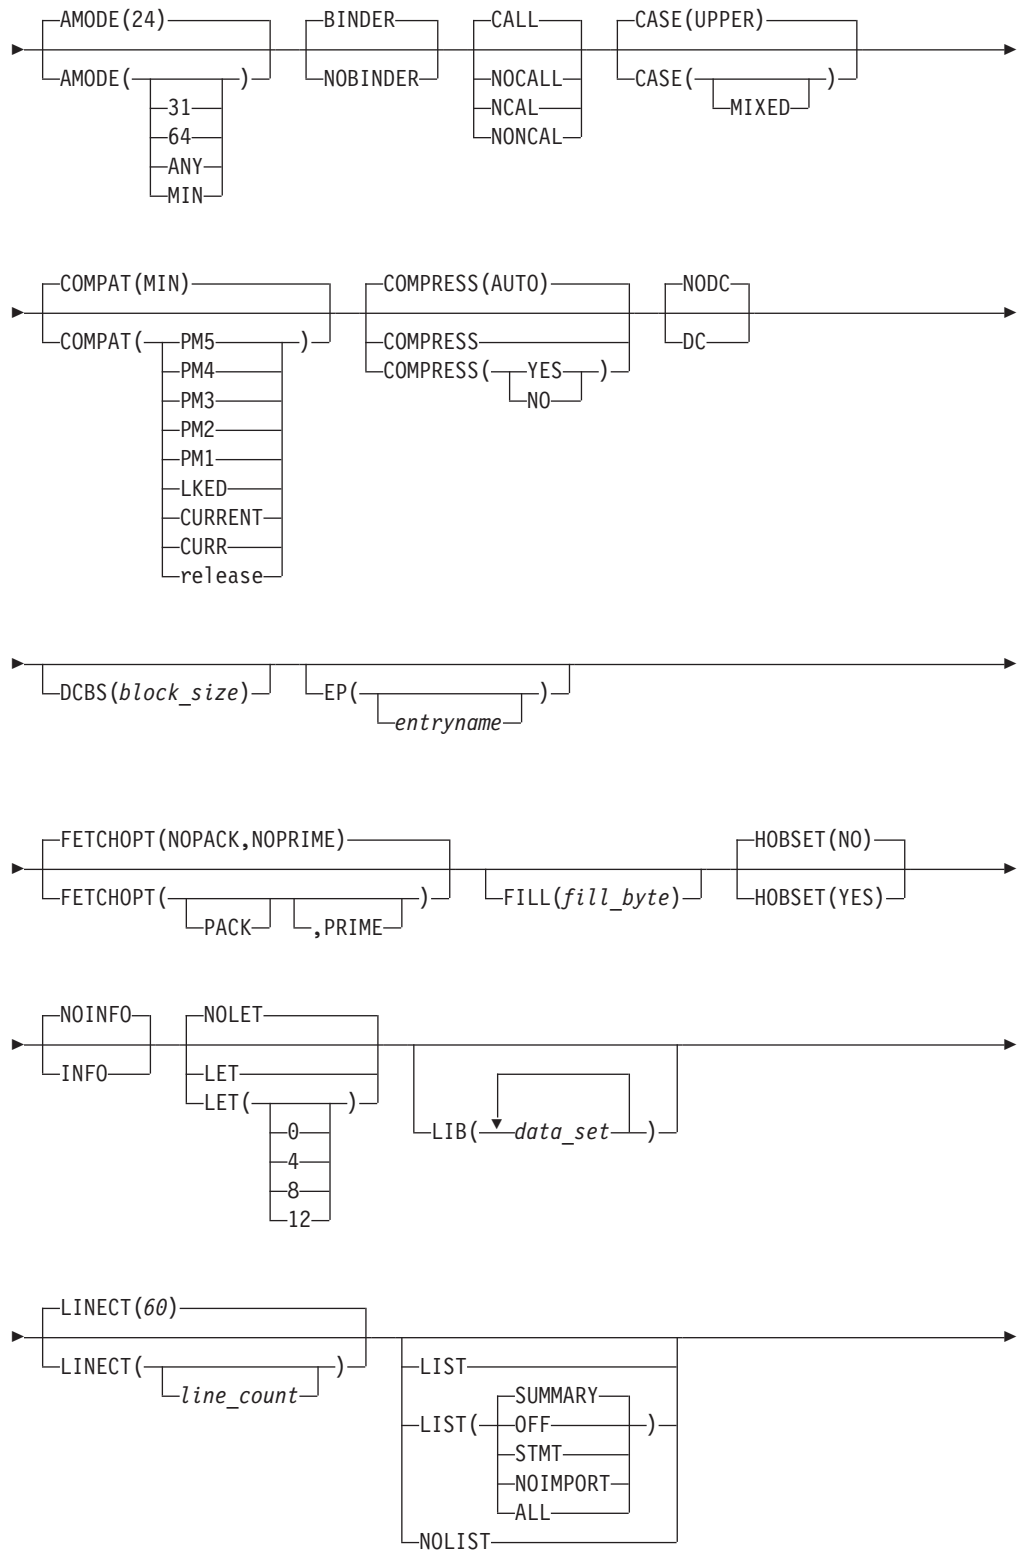 AMODE(24) BINDER CALL CASE(UPPER)
AMODE( ) NOBINDER NOCALL CASE( )
31 NCAL MIXED
64 NONCAL
ANY
MIN
COMPAT(MIN) COMPRESS(AUTO) NODC
COMPAT( PM5 ) COMPRESS DC
PM4 COMPRESS( YES )
PM3 NO
PM2
PM1
LKED
CURRENT
CURR
release
DCBS(block_size) EP( )
entryname
FETCHOPT(NOPACK,NOPRIME) HOBSET(NO)
FETCHOPT( ) FILL(fill_byte) HOBSET(YES)
PACK ,PRIME
NOINFO NOLET
INFO LET
LET( ) LIB( data_set )
0
4
8
12
LINECT(60)
LINECT( ) LIST
line_count SUMMARY
LIST( OFF )
STMT
NOIMPORT
ALL
NOLIST